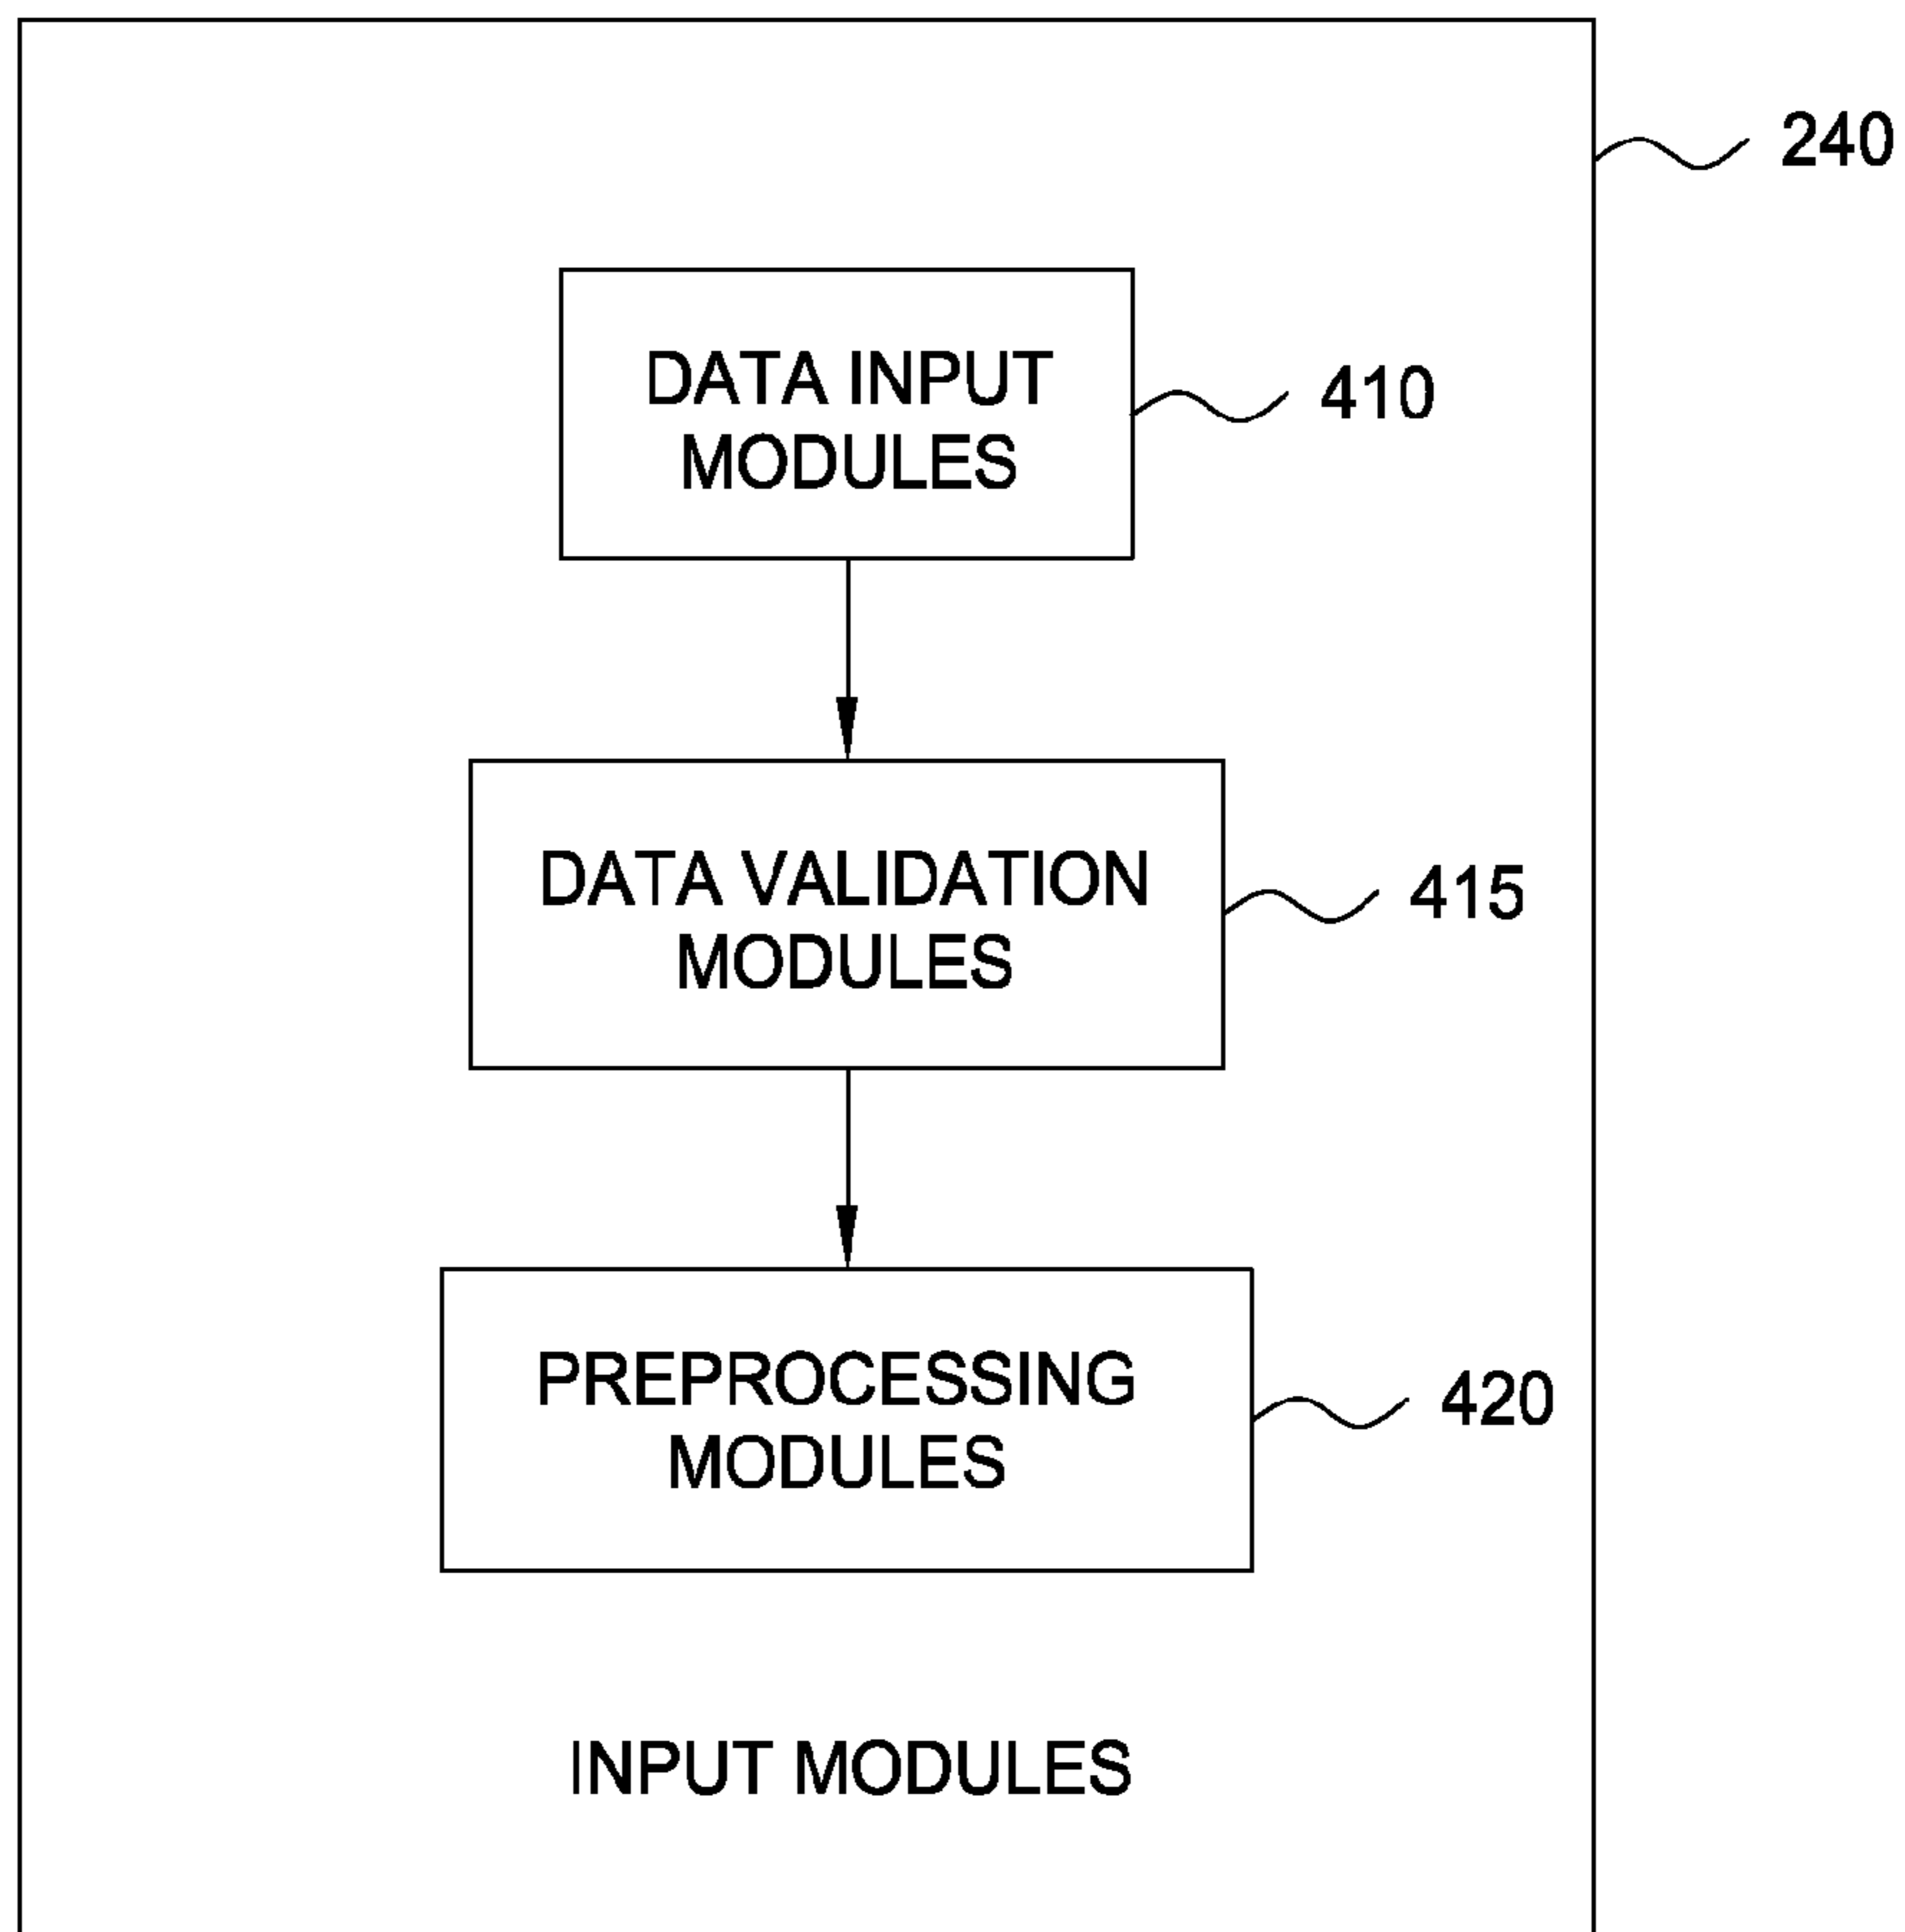 240
DATA INPUT
MODULES
410
DATA VALIDATION
MODULES
415
PREPROCESSING
MODULES
420
INPUT MODULES